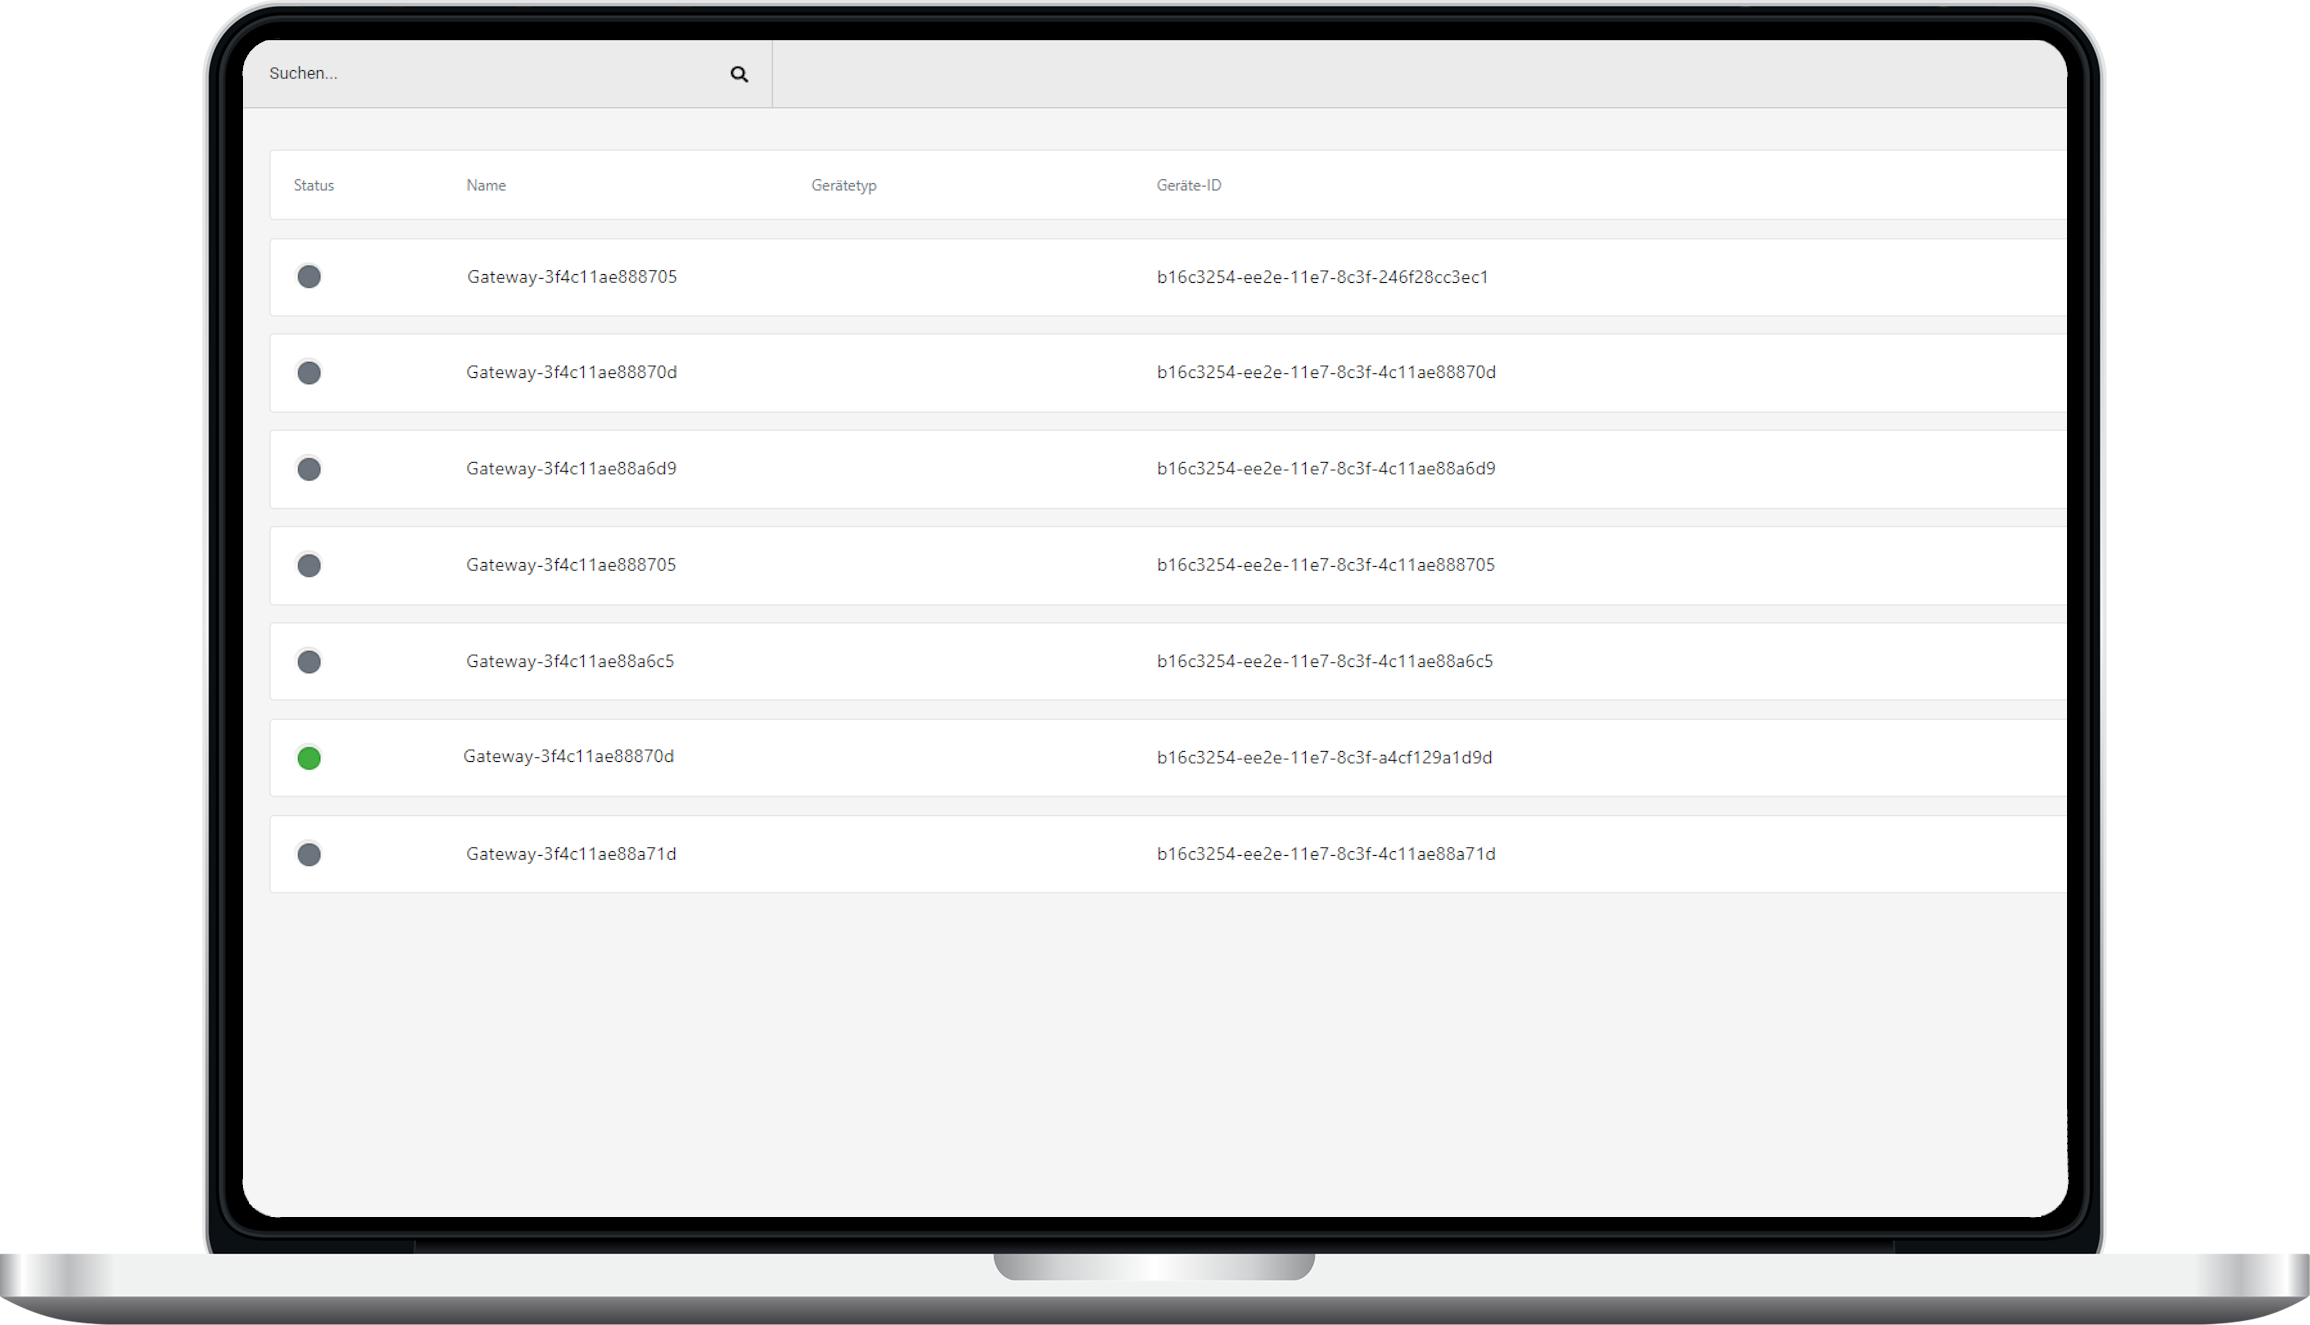 Suchen...
Status Name Gerätetyp Geräte-ID
Gateway-3f4c11ae888705 b16c3254-ee2e-11e7-8c3f-246f28cc3ec1
Gateway-3f4c11ae88870d b16c3254-ee2e-11e7-8c3f-4c11ae88870d
Gateway-3f4c11ae88a6d9 b16c3254-ee2e-11e7-8c3f-4c11ae88a6d9
Gateway-3f4c11ae888705 b16c3254-ee2e-11e7-8c3f-4c11ae888705
Gateway-3f4c11ae88a6c5 b16c3254-ee2e-11e7-8c3f-4c11ae88a6c5
Gateway-3f4c11ae88870d b16c3254-ee2e-11e7-8c3f-a4cf129a1d9d
Gateway-3f4c11ae88a71d b16c3254-ee2e-11e7-8c3f-4c11ae88a71d